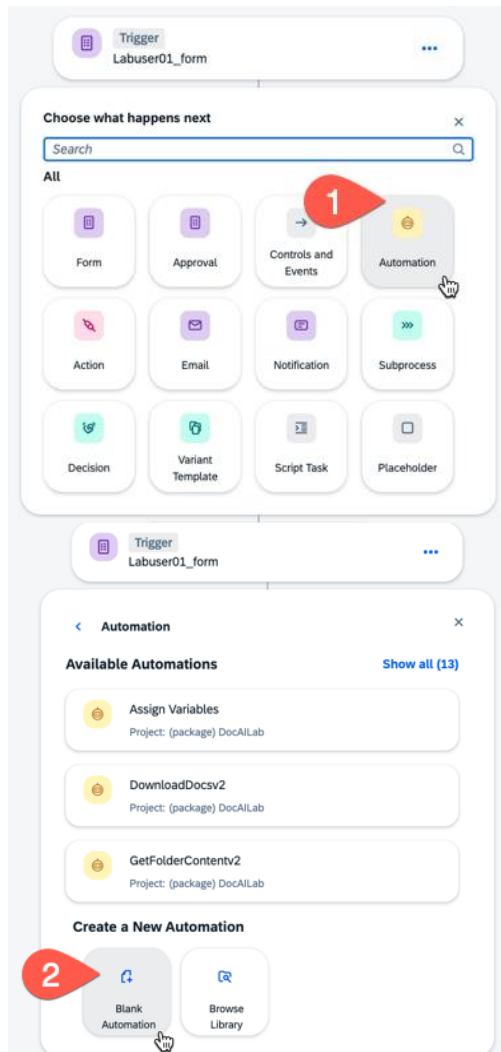 Trigger
Labuser01_form
Choose what happens next
Search
All
1
Form
Approval
Controls and
Events
Automation
Action
Email
Notification
Subprocess
Decision
Variant
Template
Script Task
Placeholder
Trigger
Labuser01_form
Automation
Available Automations
Show all (13)
Assign Variables
Project: (package) DocAILab
DownloadDocsv2
Project: (package) DocAILab
GetFolderContentv2
Project: (package) DocAILab
Create a New Automation
2
Blank
Automation
Browse
Library